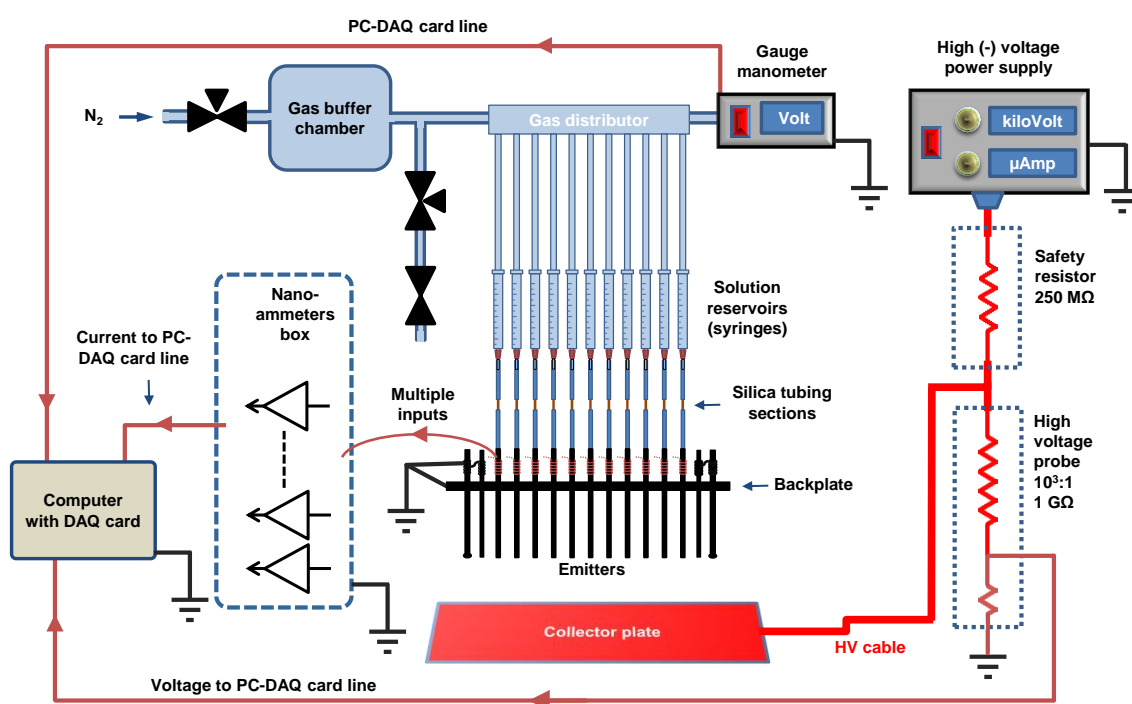 PC-DAQ card line
Gauge
manometer
High (-) voltage
power supply
N₂
Gas buffer
chamber
Gas distributor
Volt
kiloVolt
µAmp
Safety
resistor
250 MΩ
Solution
reservoirs
(syringes)
Nano-
ammeters
box
Current to PC-
DAQ card line
Multiple
inputs
Silica tubing
sections
High
voltage
probe
10³:1
1 GΩ
Backplate
Computer
with DAQ card
Emitters
Collector plate
HV cable
Voltage to PC-DAQ card line